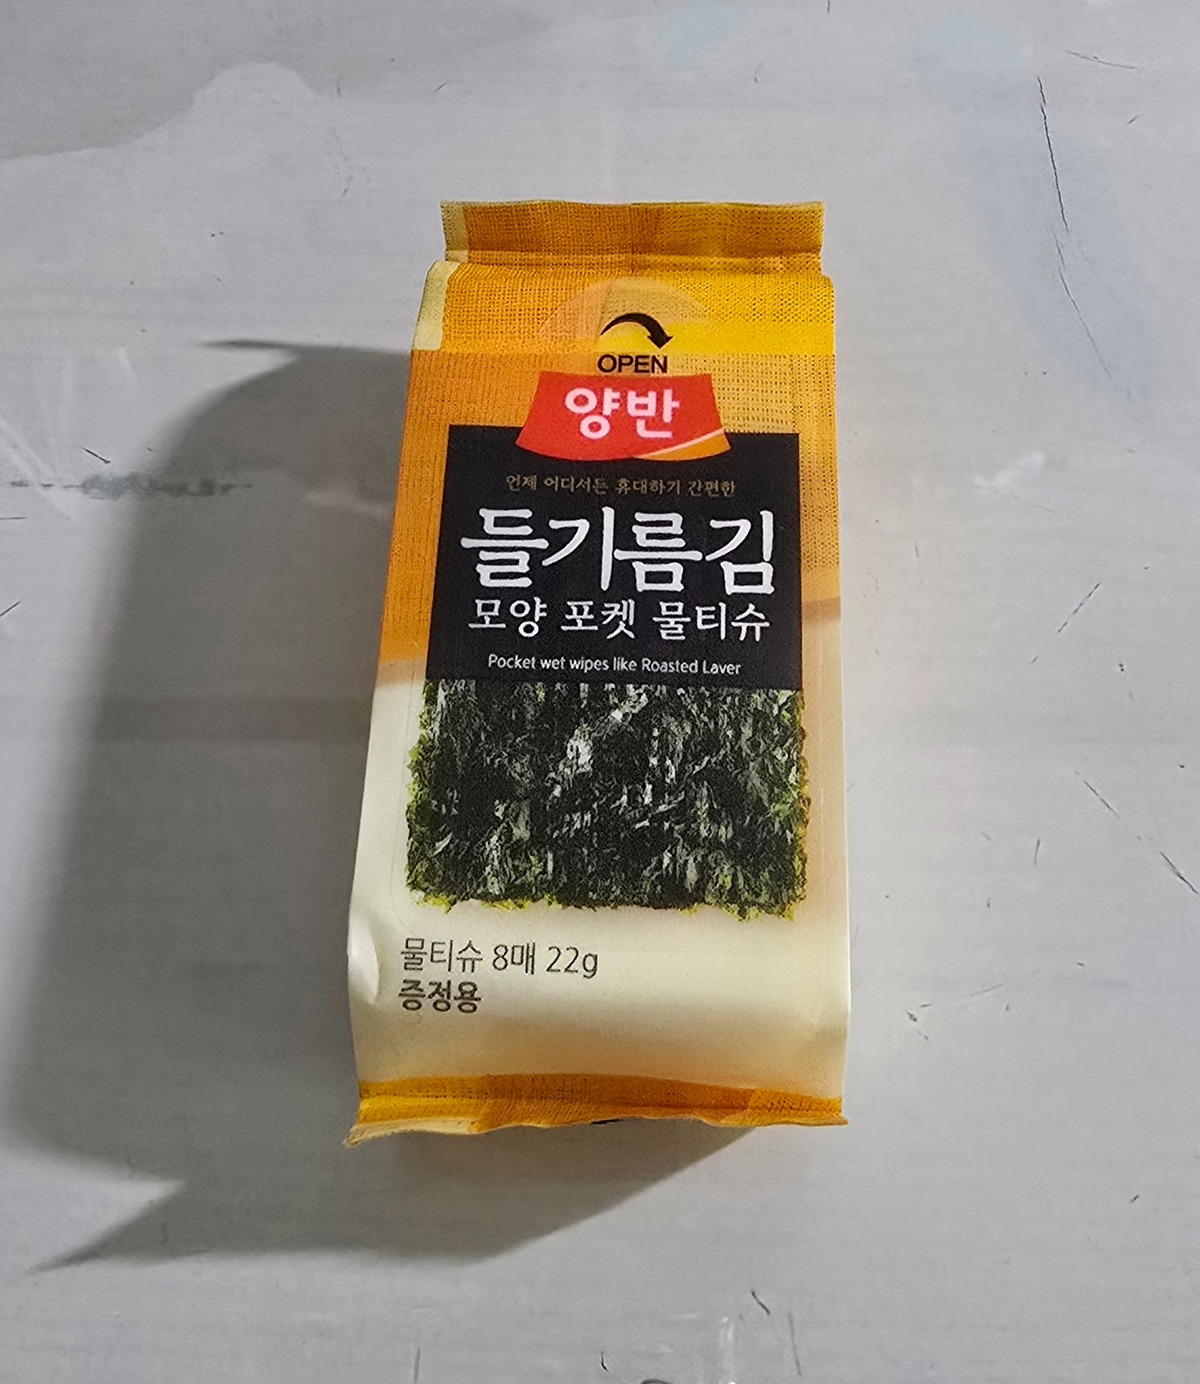 OPEN
양반
언제 어디서든 휴대하기 간편한
들기름김
모양 포켓 물티슈
Pocket wet wipes like Roasted Laver
물티슈 8매 22g
증정용